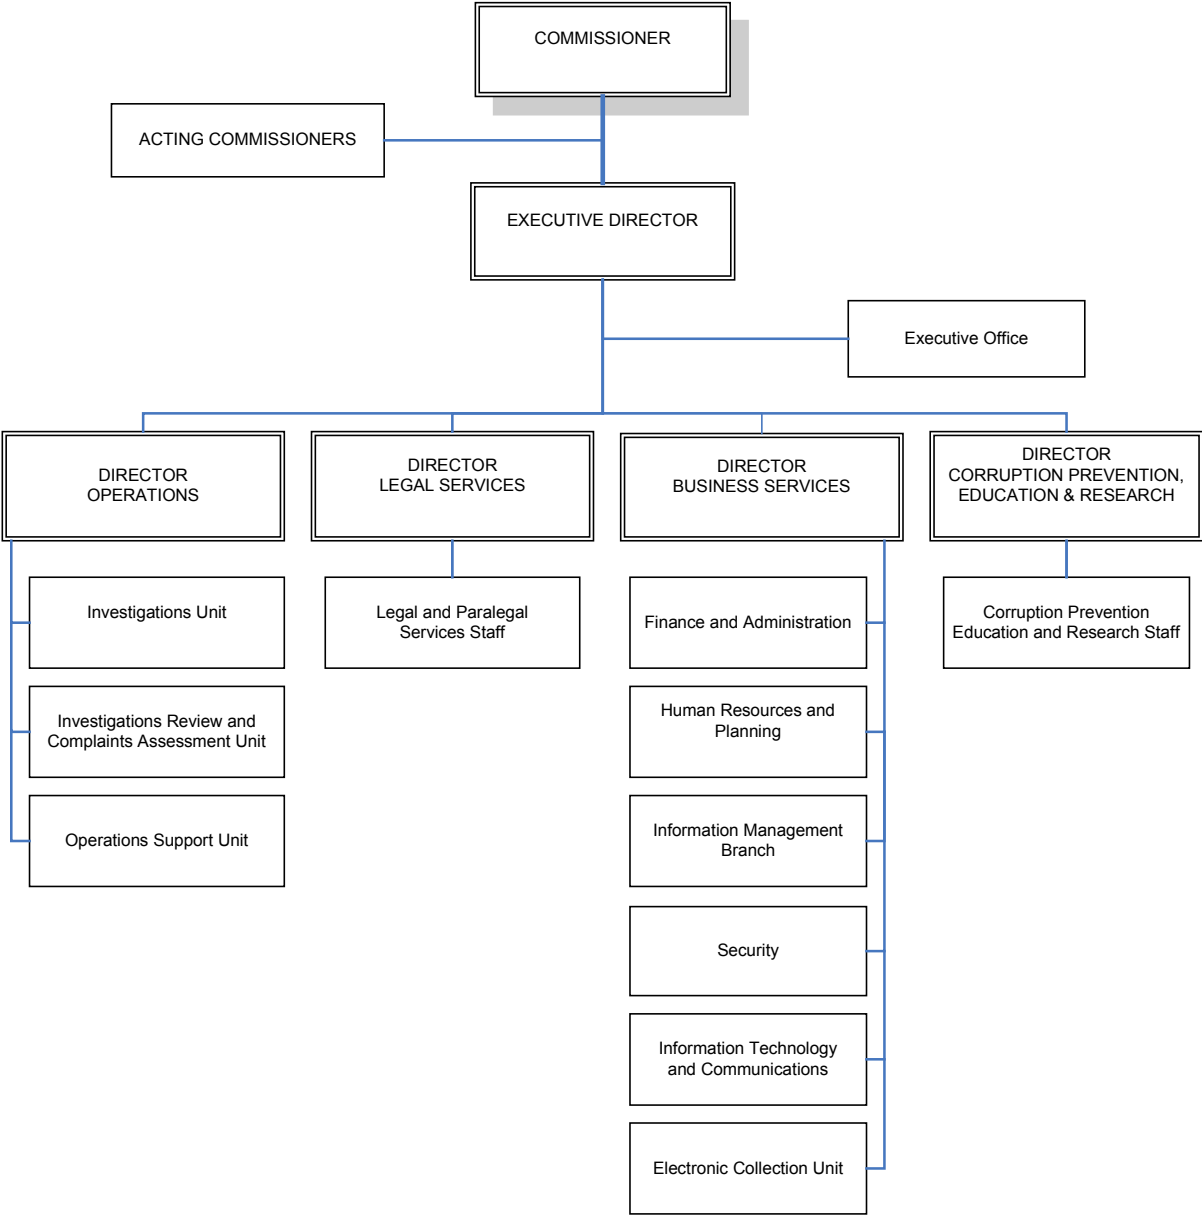 COMMISSIONER
ACTING COMMISSIONERS
EXECUTIVE DIRECTOR
Executive Office
DIRECTOR
OPERATIONS
DIRECTOR
LEGAL SERVICES
DIRECTOR
BUSINESS SERVICES
DIRECTOR
CORRUPTION PREVENTION,
EDUCATION & RESEARCH
Investigations Unit
Investigations Review and
Complaints Assessment Unit
Operations Support Unit
Legal and Paralegal
Services Staff
Finance and Administration
Human Resources and
Planning
Information Management
Branch
Security
Information Technology
and Communications
Electronic Collection Unit
Corruption Prevention
Education and Research Staff